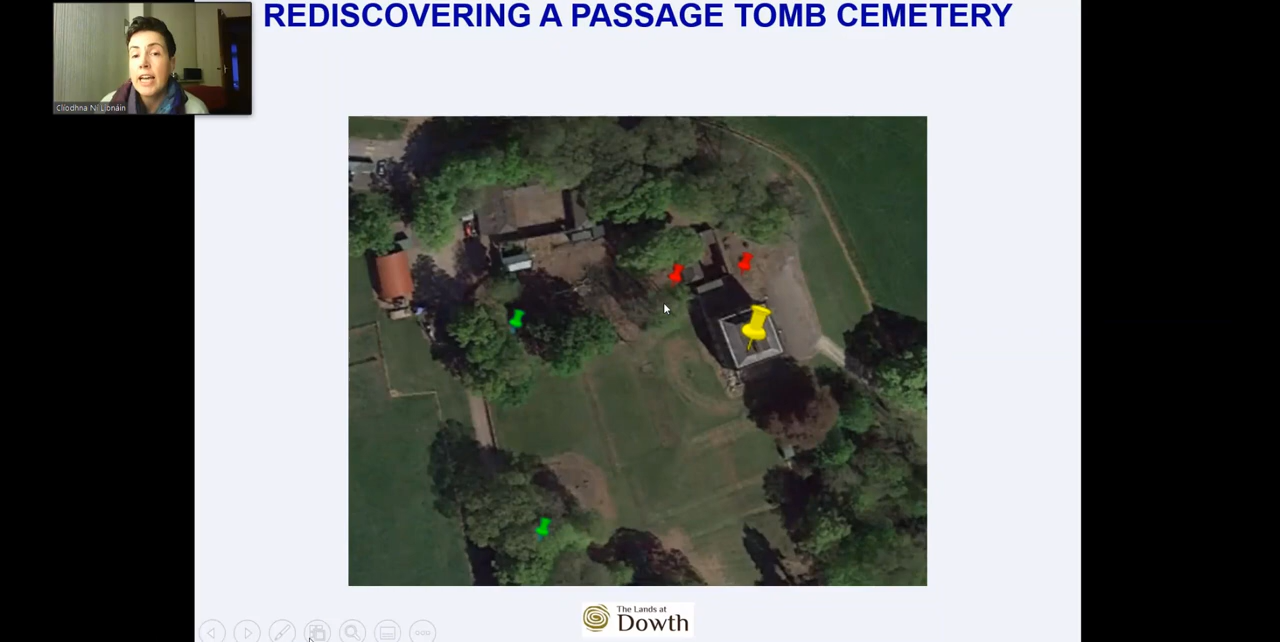 REDISCOVERING A PASSAGE TOMB CEMETERY
Clíodhna Ní Lionáin
The Lands at
Dowth